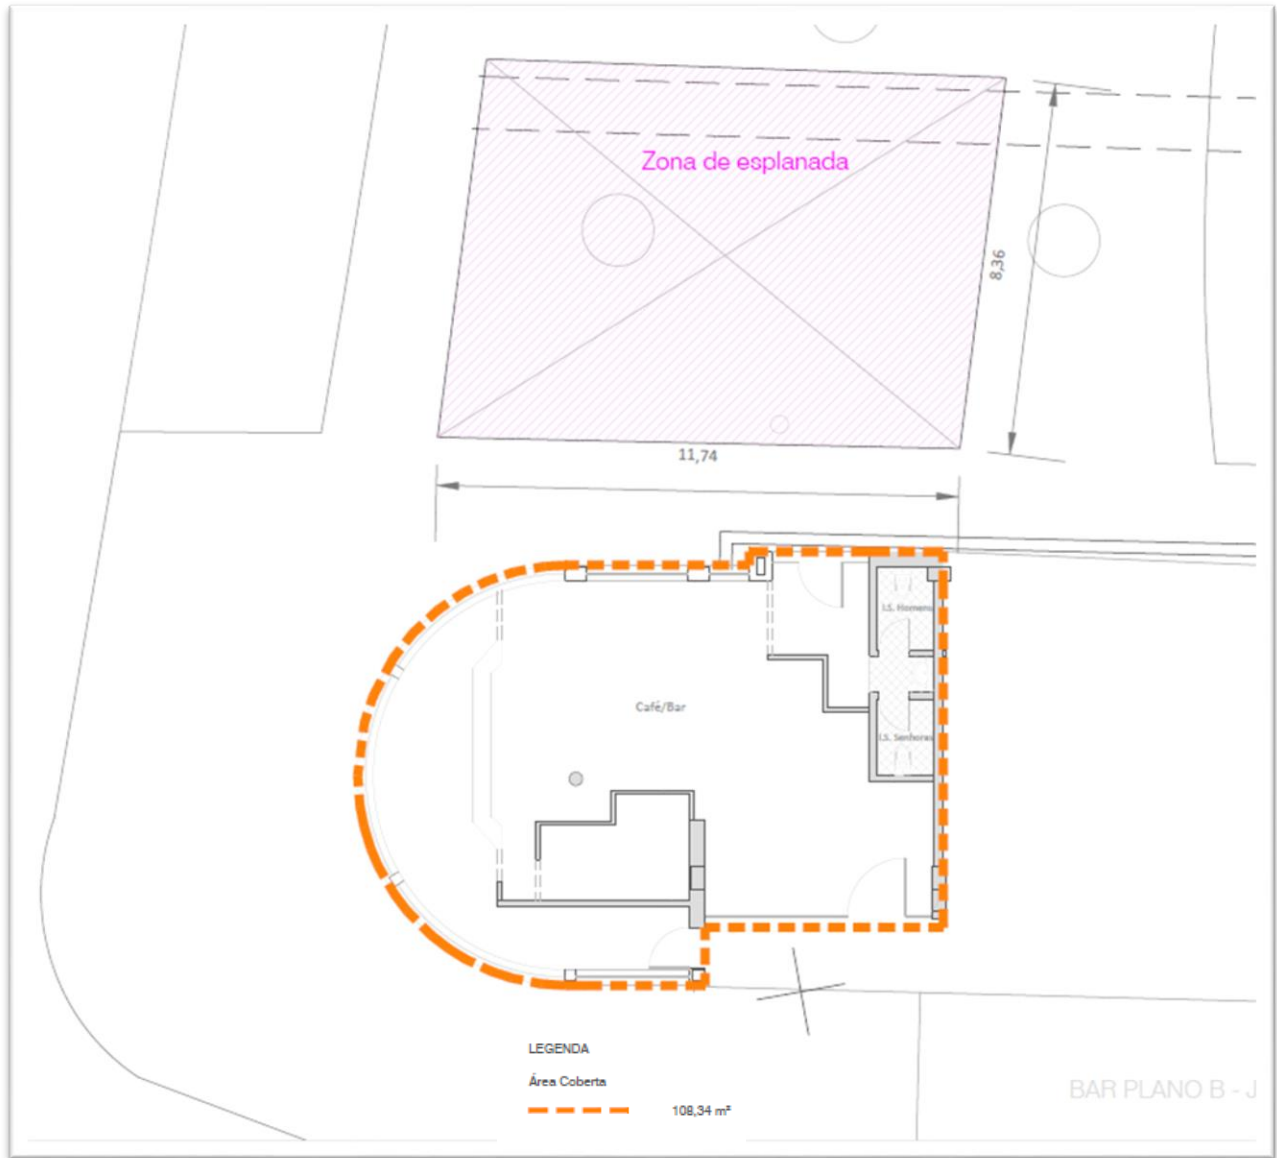 Zona de esplanada
8,36
11,74
I.S. Homens
Café/Bar
I.S. Senhoras
LEGENDA
Área Coberta
108,34 m²
BAR PLANO B - J